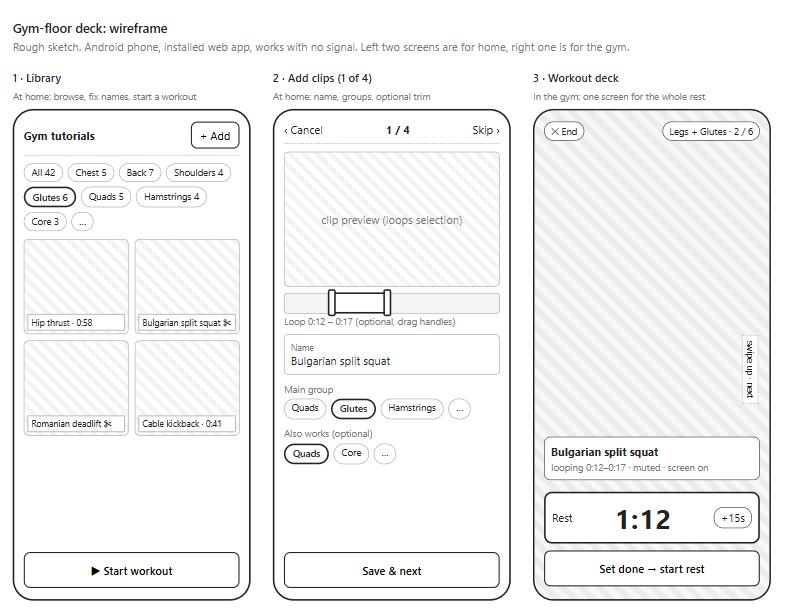 Gym-floor deck: wireframe
Rough sketch. Android phone, installed web app, works with no signal. Left two screens are for home, right one is for the gym.
1 · Library
At home: browse, fix names, start a workout
Gym tutorials
+ Add
All 42
Chest 5
Back 7
Shoulders 4
Glutes 6
Quads 5
Hamstrings 4
Core 3
...
Hip thrust · 0:58
Bulgarian split squat ✂
Romanian deadlift ✂
Cable kickback · 0:41
▶ Start workout
2 · Add clips (1 of 4)
At home: name, groups, optional trim
‹ Cancel
1 / 4
Skip ›
clip preview (loops selection)
Loop 0:12 – 0:17 (optional, drag handles)
Name
Bulgarian split squat
Main group
Quads
Glutes
Hamstrings
...
Also works (optional)
Quads
Core
...
Save & next
3 · Workout deck
In the gym: one screen for the whole rest
✕ End
Legs + Glutes · 2 / 6
swipe up · next
Bulgarian split squat
looping 0:12–0:17 · muted · screen on
Rest
1:12
+15s
Set done → start rest